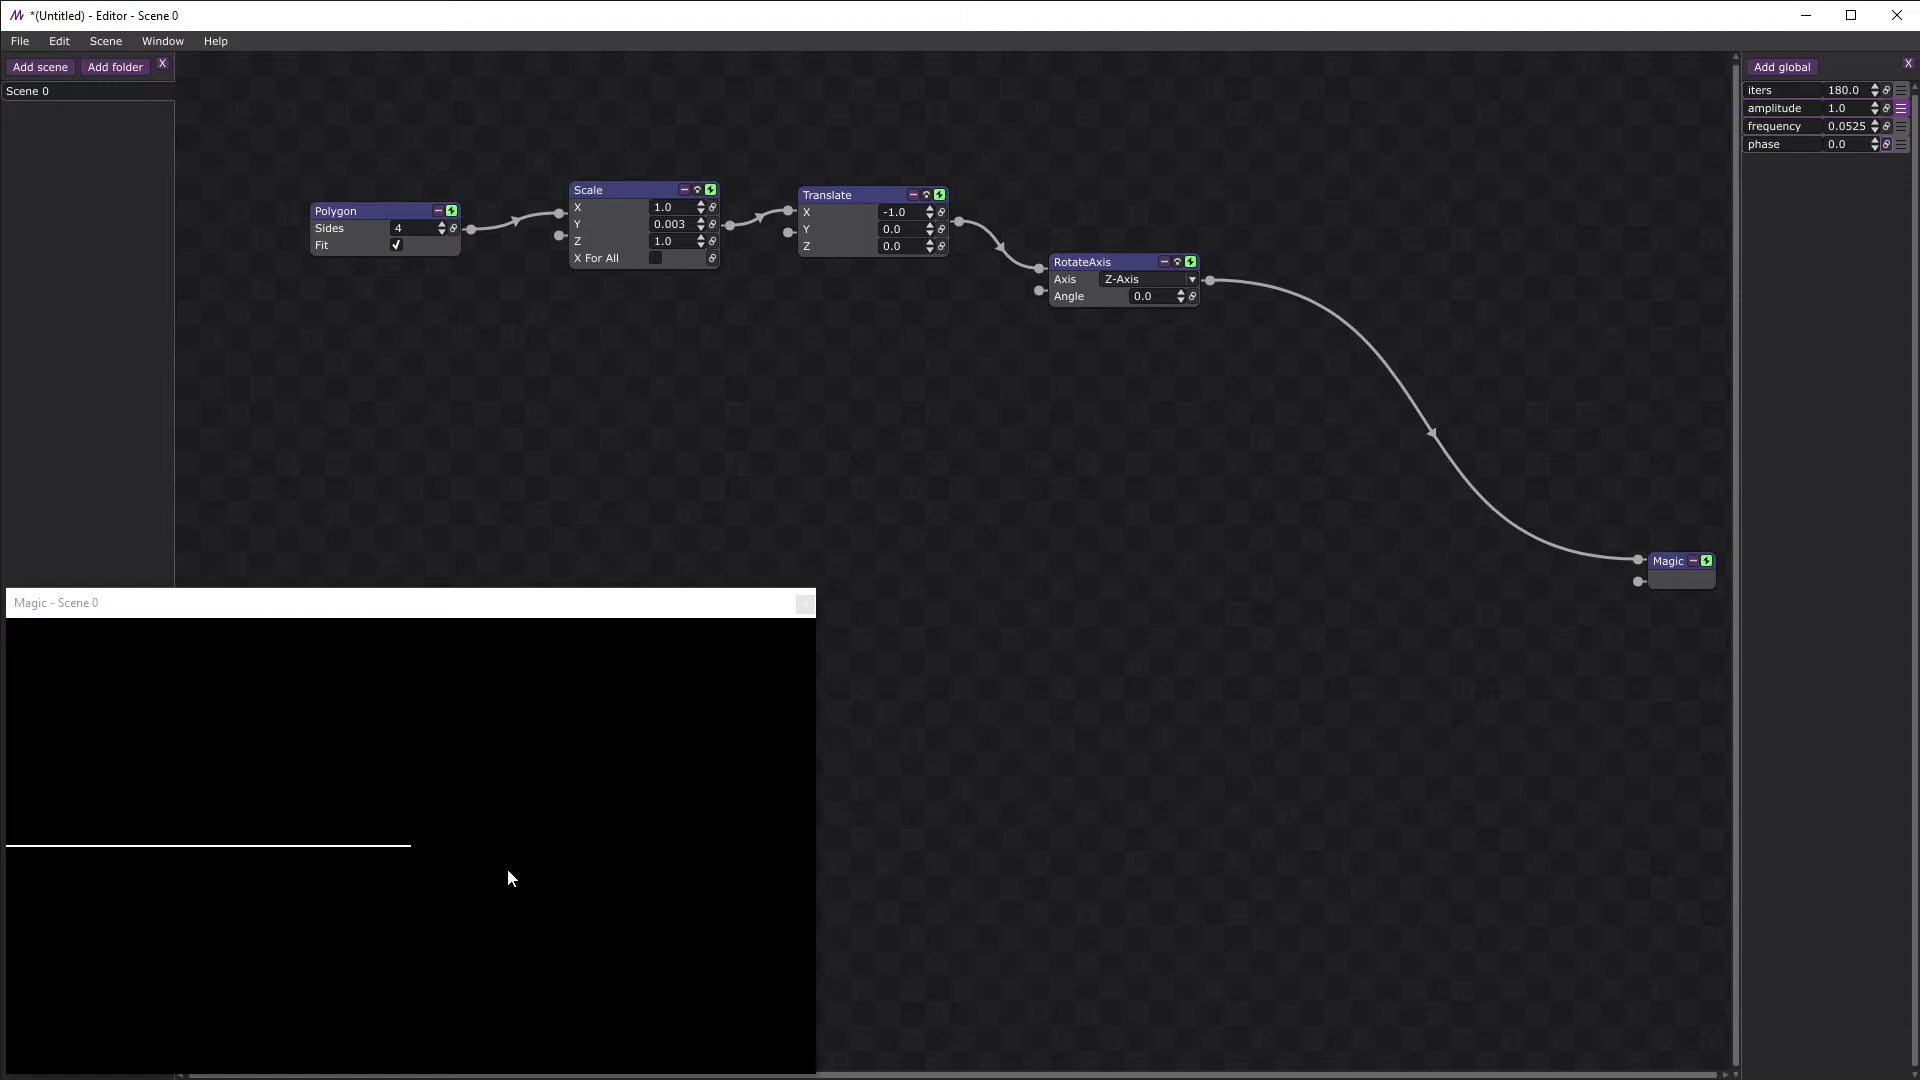 *(Untitled) - Editor - Scene 0
File Edit Scene Window Help
Add scene Add folder X
Scene 0
Polygon
Sides 4
Fit
Scale
X 1.0
Y 0.003
Z 1.0
X For All
Translate
X -1.0
Y 0.0
Z 0.0
RotateAxis
Axis Z-Axis
Angle 0.0
Magic
Add global X
iters 180.0
amplitude 1.0
frequency 0.0525
phase 0.0
Magic - Scene 0